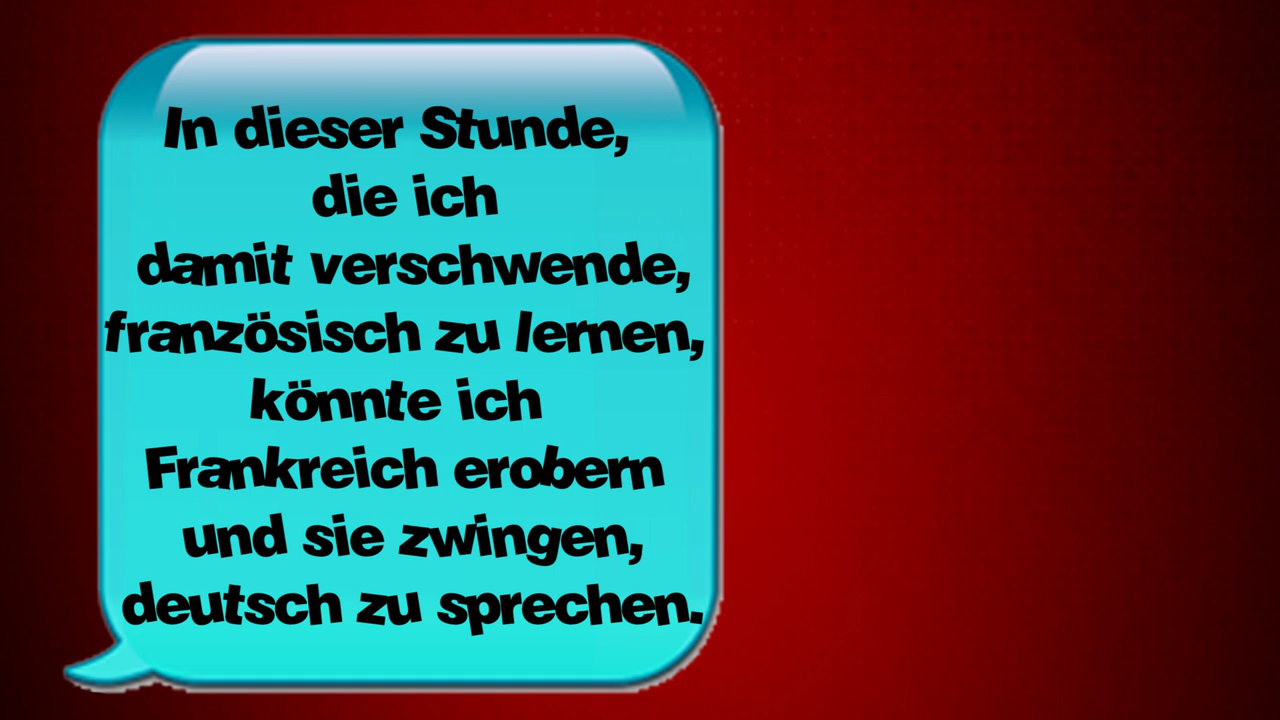 In dieser Stunde,
die ich
damit verschwende,
französisch zu lernen,
könnte ich
Frankreich erobern
und sie zwingen,
deutsch zu sprechen.